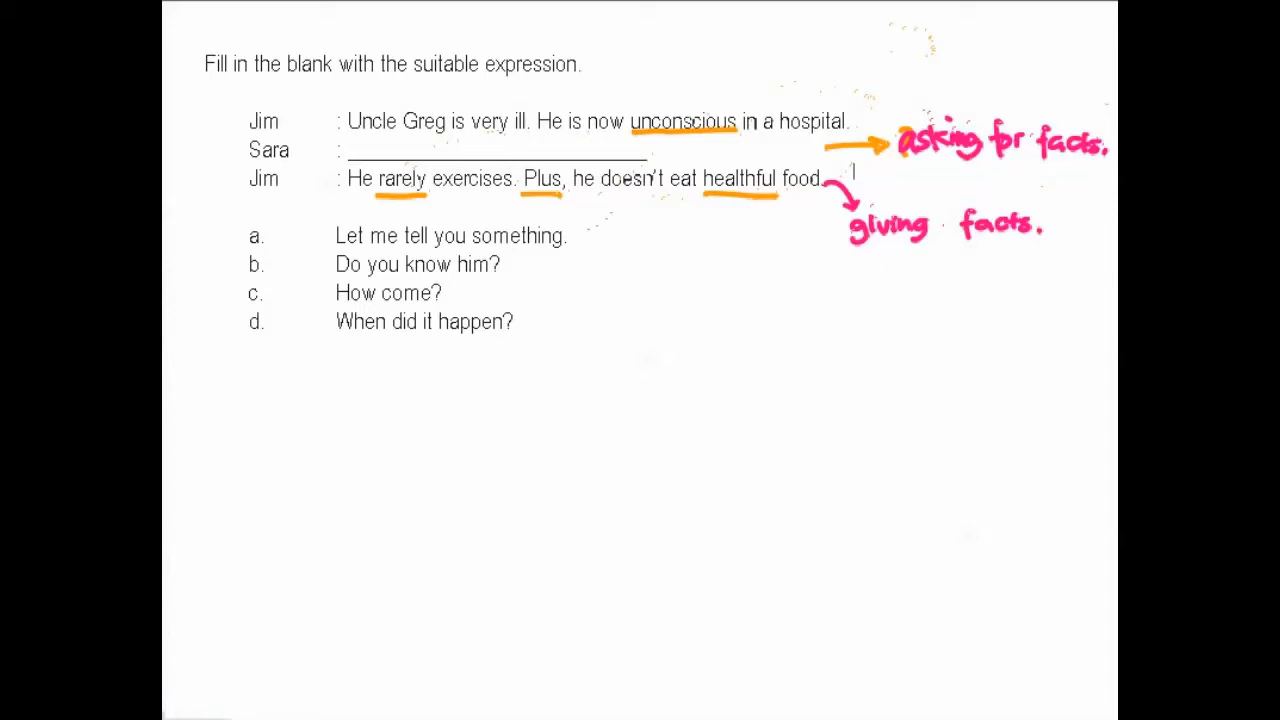 Fill in the blank with the suitable expression.
Jim : Uncle Greg is very ill. He is now unconscious in a hospital.
asking for facts.
Sara : ______________________________
Jim : He rarely exercises. Plus, he doesn't eat healthful food.
giving facts.
a. Let me tell you something.
b. Do you know him?
c. How come?
d. When did it happen?